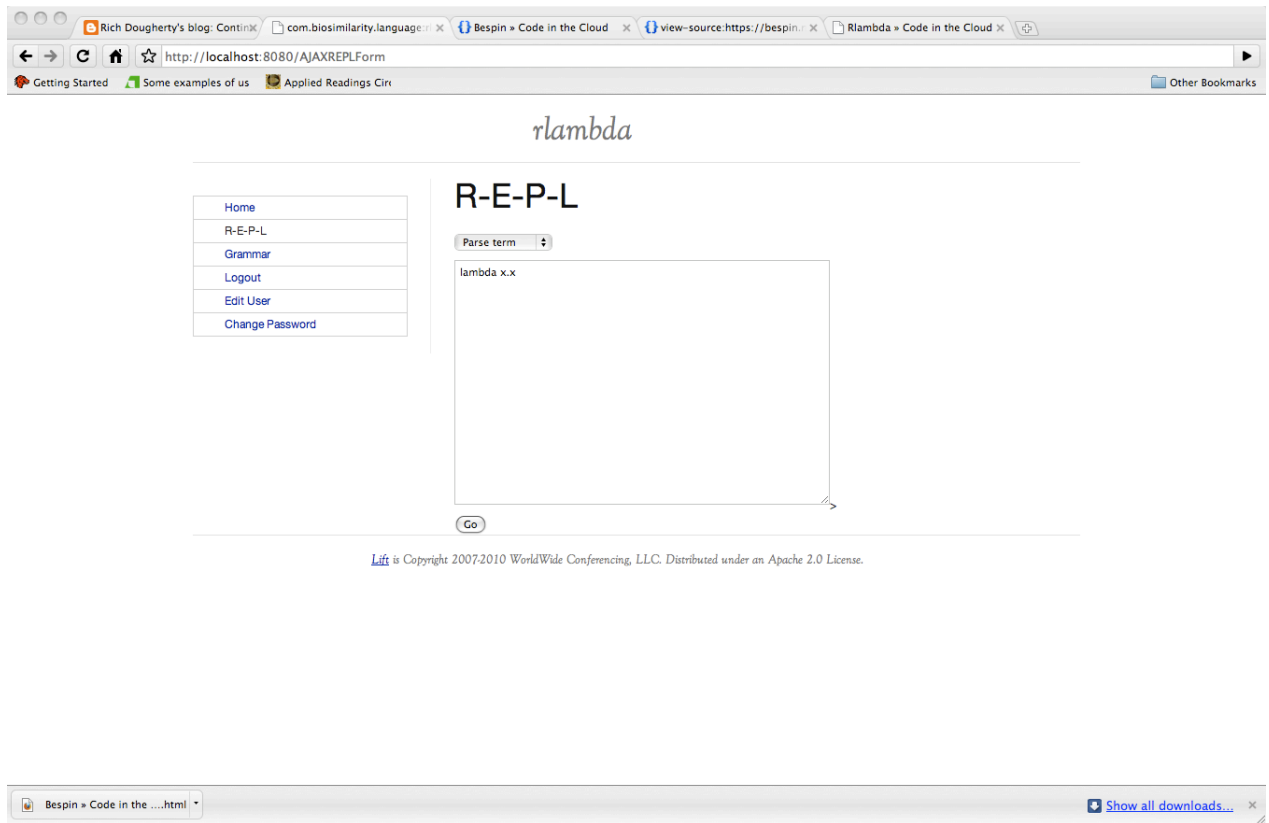 Rich Dougherty's blog: Contin com.biosimilarity.language: Bespin » Code in the Cloud view-source:https://bespin. Rlambda » Code in the Cloud
http://localhost:8080/AJAXREPLForm
Getting Started Some examples of us Applied Readings Circ Other Bookmarks
rlambda
R-E-P-L
Home
R-E-P-L
Grammar
Logout
Edit User
Change Password
Parse term
lambda x.x
>
Go
Lift is Copyright 2007-2010 WorldWide Conferencing, LLC. Distributed under an Apache 2.0 License.
Bespin » Code in the ....html Show all downloads...